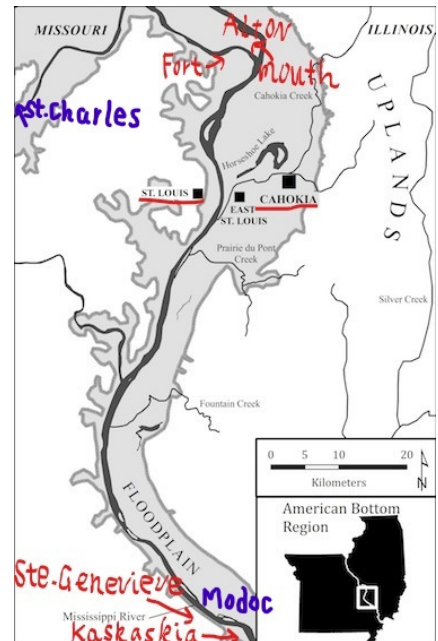 MISSOURI
Alton
ILLINOIS
Fort
mouth
Cahokia Creek
St.Charles
Horseshoe Lake
UPLANDS
ST. LOUIS
CAHOKIA
EAST
ST. LOUIS
Prairie du Pont
Creek
Silver Creek
Fountain Creek
0 5 10 20
Kilometers
N
FLOODPLAIN
American Bottom
Region
Ste.Genevieve
Modoc
Mississippi River
Kaskaskia